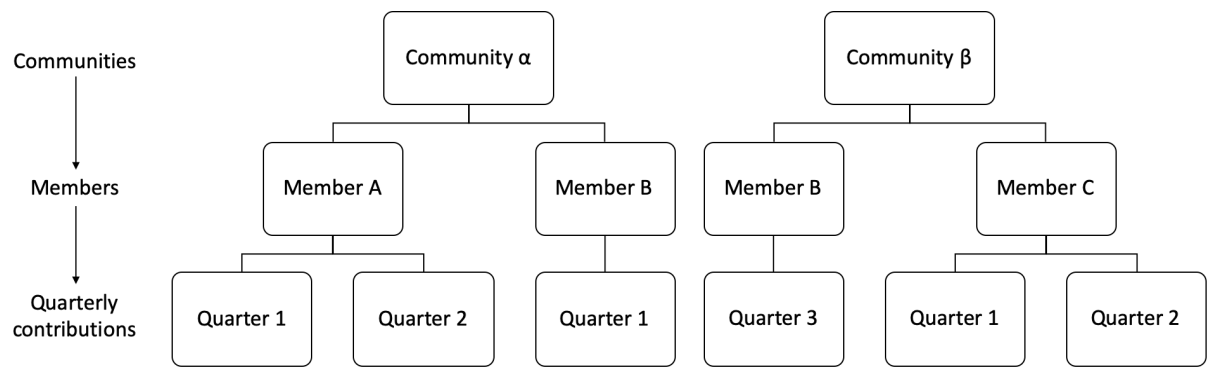 Communities
Community α
Community β
Members
Member A
Member B
Member B
Member C
Quarterly
contributions
Quarter 1
Quarter 2
Quarter 1
Quarter 3
Quarter 1
Quarter 2